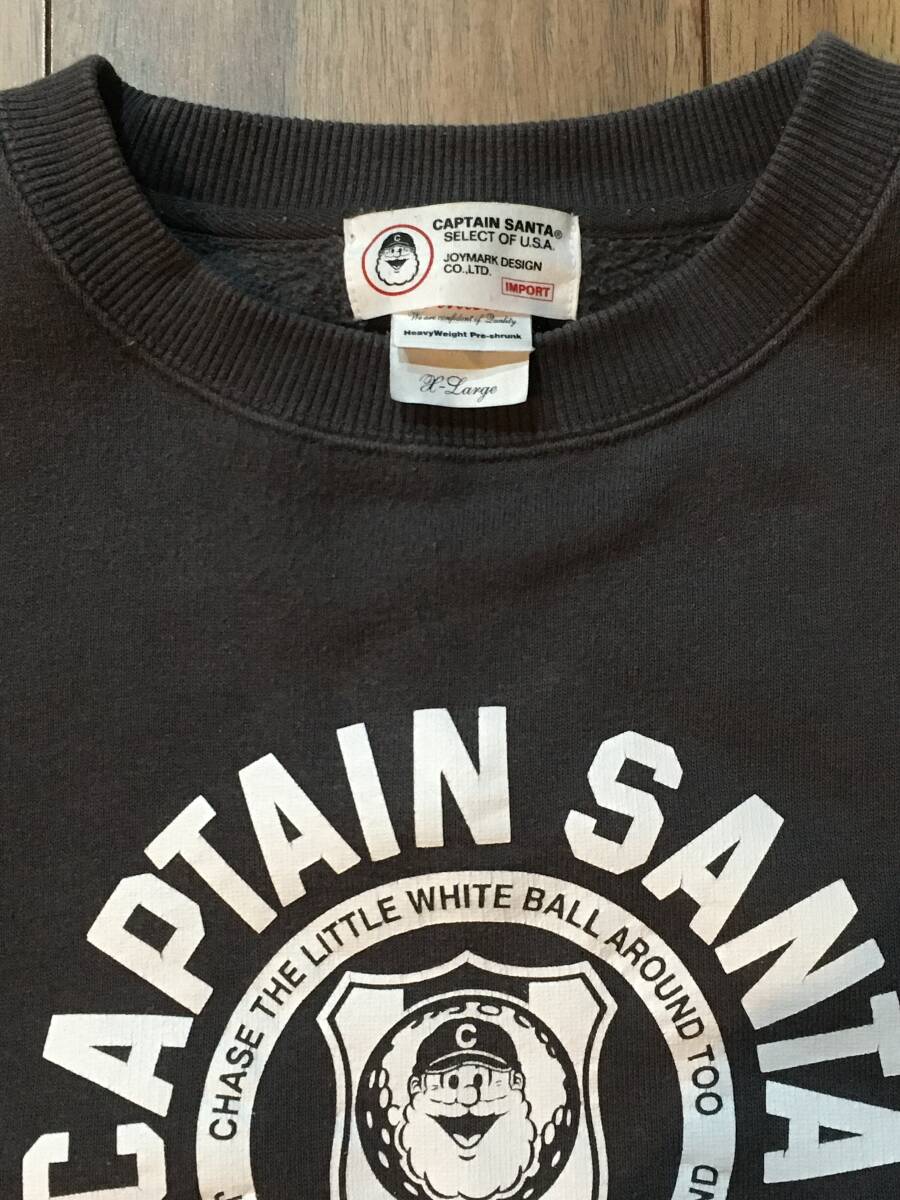 C
CAPTAIN SANTA®
SELECT OF U.S.A.
JOYMARK DESIGN
CO.,LTD.
IMPORT
We are confident of Quality
HeavyWeight Pre-shrunk
X-Large
CAPTAIN SANTA
CHASE THE LITTLE WHITE BALL AROUND TOO
C